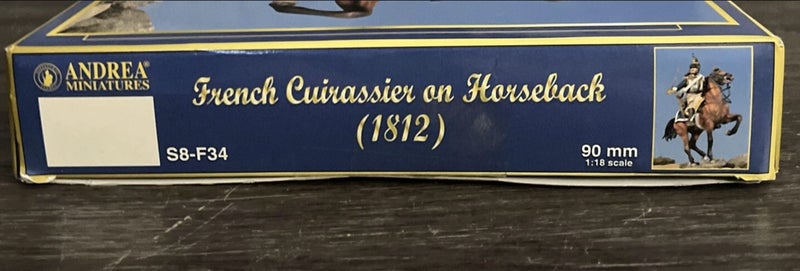 ANDREA®
MINIATURES
French Cuirassier on Horseback
(1812)
S8-F34
90 mm
1:18 scale